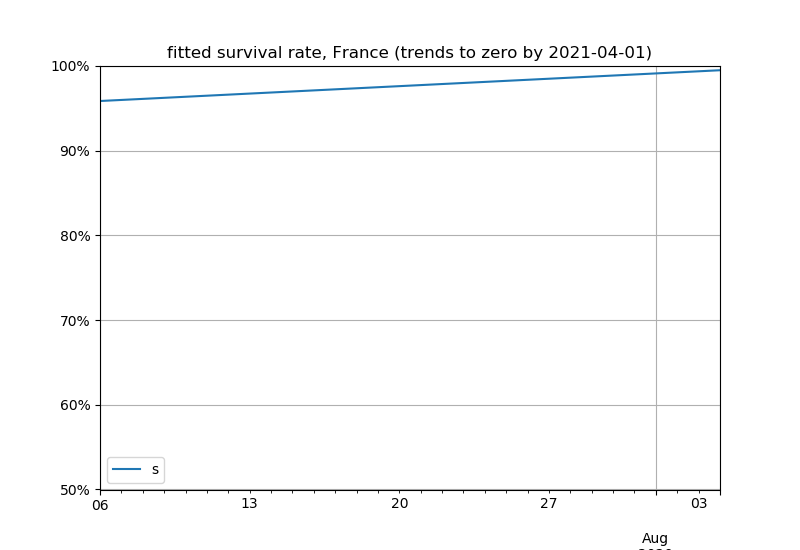 fitted survival rate, France (trends to zero by 2021-04-01)
100%
90%
80%
70%
60%
50%
s
06 13 20 27 03
Aug